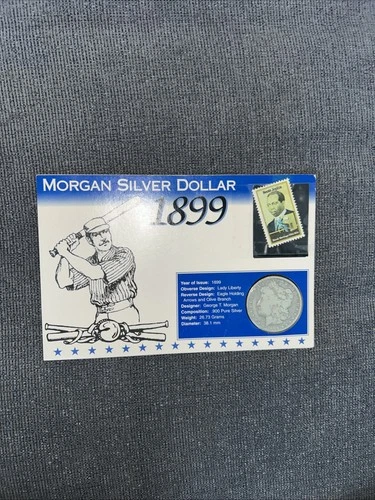 MORGAN SILVER DOLLAR
1899
Year of Issue: 1899
Obverse Design: Lady Liberty
Reverse Design: Eagle Holding
Arrows and Olive Branch
Designer: George T. Morgan
Composition: .900 Pure Silver
Weight: 26.73 Grams
Diameter: 38.1 mm